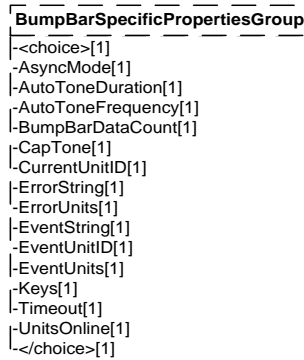 BumpBarSpecificPropertiesGroup
-<choice>[1]
-AsyncMode[1]
-AutoToneDuration[1]
-AutoToneFrequency[1]
-BumpBarDataCount[1]
-CapTone[1]
-CurrentUnitID[1]
-ErrorString[1]
-ErrorUnits[1]
-EventString[1]
-EventUnitID[1]
-EventUnits[1]
-Keys[1]
-Timeout[1]
-UnitsOnline[1]
-</choice>[1]